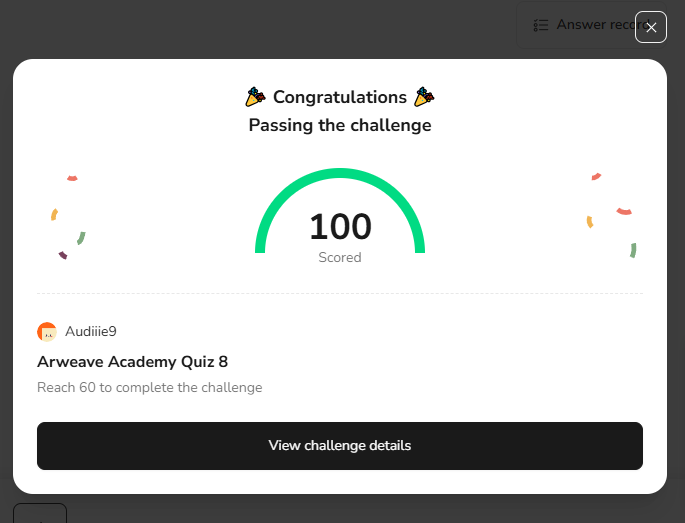 Answer record
Congratulations
Passing the challenge
100
Scored
Audiiie9
Arweave Academy Quiz 8
Reach 60 to complete the challenge
View challenge details